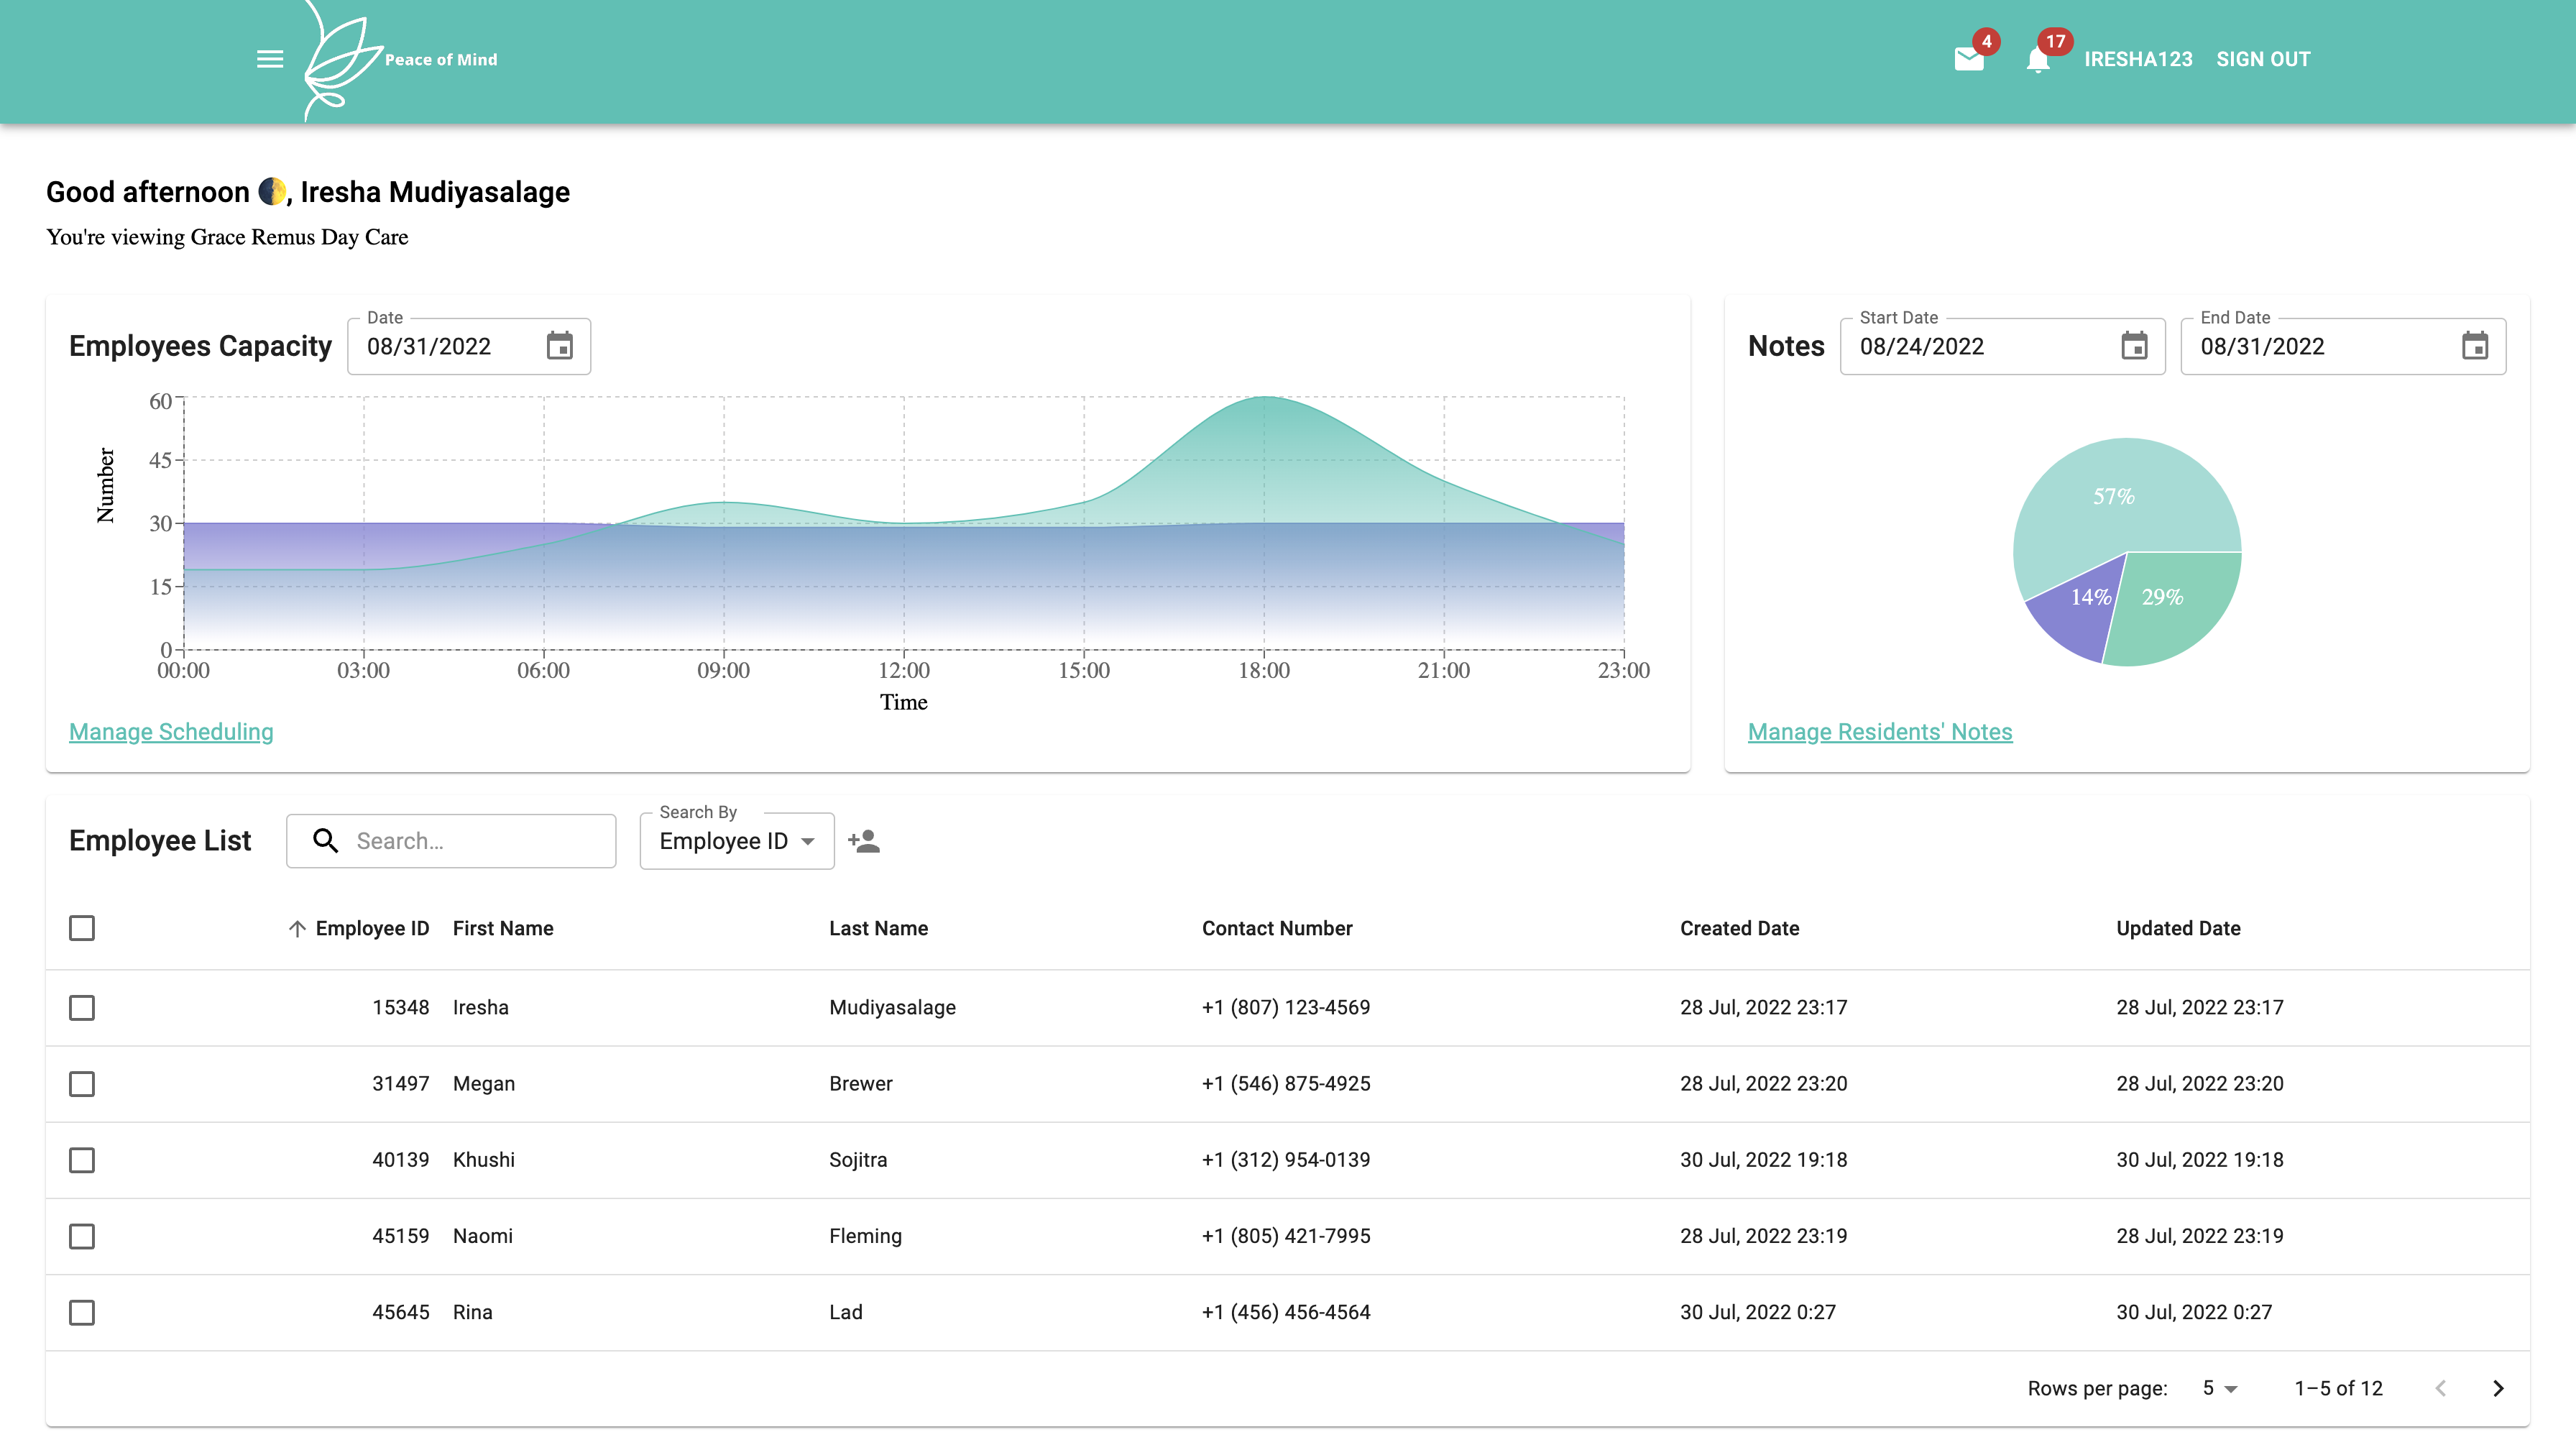 Peace of Mind
4
17
IRESHA123
SIGN OUT
Good afternoon 🌓, Iresha Mudiyasalage
You're viewing Grace Remus Day Care
Employees Capacity
Date
08/31/2022
60
45
30
15
0
Number
00:00 03:00 06:00 09:00 12:00 15:00 18:00 21:00 23:00
Time
Manage Scheduling
Notes
Start Date
08/24/2022
End Date
08/31/2022
57%
14% 29%
Manage Residents' Notes
Employee List
Search...
Search By
Employee ID
Employee ID First Name Last Name Contact Number Created Date Updated Date
15348 Iresha Mudiyasalage +1 (807) 123-4569 28 Jul, 2022 23:17 28 Jul, 2022 23:17
31497 Megan Brewer +1 (546) 875-4925 28 Jul, 2022 23:20 28 Jul, 2022 23:20
40139 Khushi Sojitra +1 (312) 954-0139 30 Jul, 2022 19:18 30 Jul, 2022 19:18
45159 Naomi Fleming +1 (805) 421-7995 28 Jul, 2022 23:19 28 Jul, 2022 23:19
45645 Rina Lad +1 (456) 456-4564 30 Jul, 2022 0:27 30 Jul, 2022 0:27
Rows per page: 5 1–5 of 12